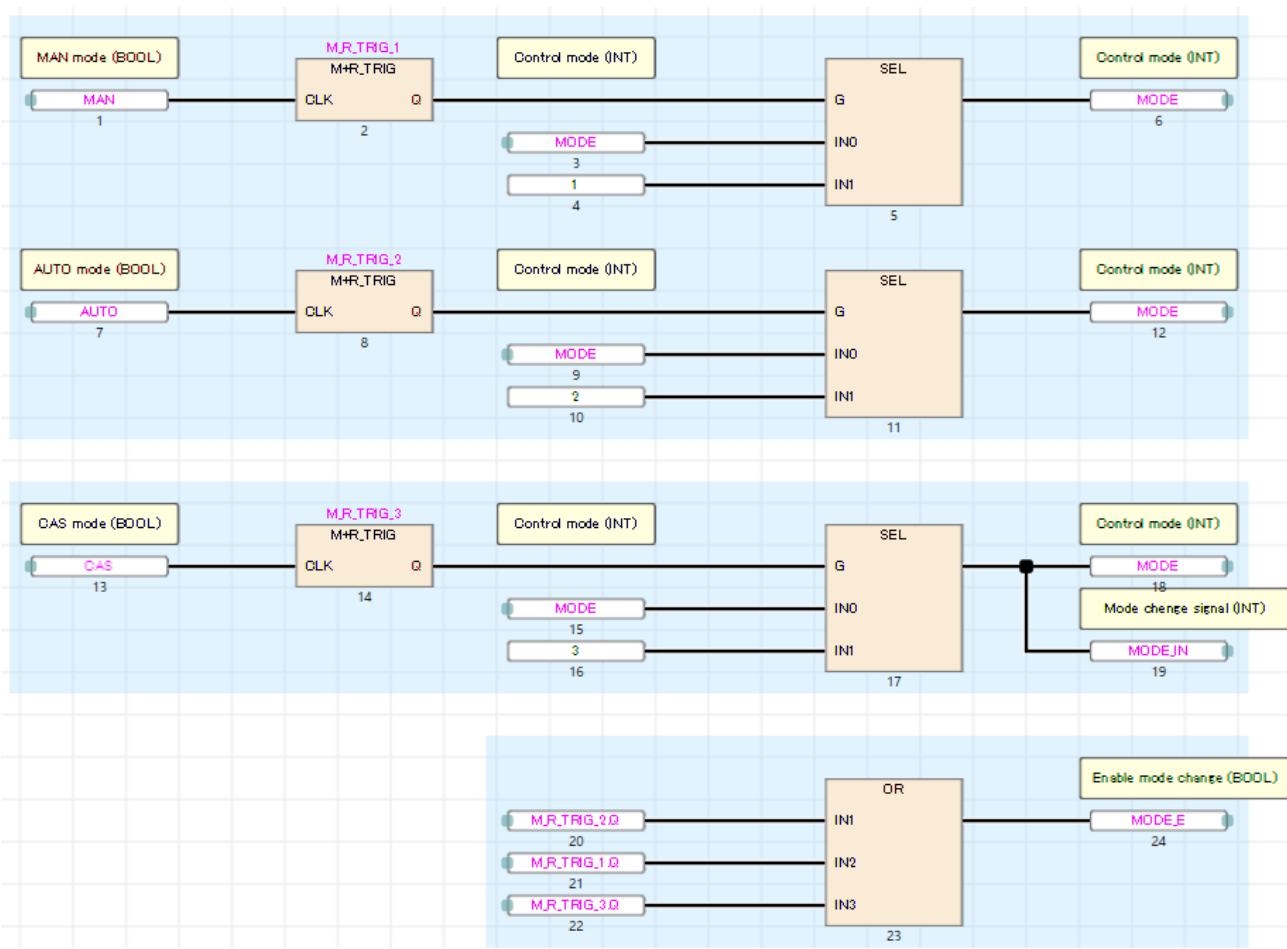 MAN mode (BOOL)
M_R_TRIG_1
M+R_TRIG
Control mode (INT)
SEL
Control mode (INT)
MAN
CLK Q
G
MODE
1
2
6
MODE
IN0
3
1
IN1
4
5
AUTO mode (BOOL)
M_R_TRIG_2
M+R_TRIG
Control mode (INT)
SEL
Control mode (INT)
AUTO
CLK Q
G
MODE
7
8
12
MODE
IN0
9
2
IN1
10
11
CAS mode (BOOL)
M_R_TRIG_3
M+R_TRIG
Control mode (INT)
SEL
Control mode (INT)
CAS
CLK Q
G
MODE
13
14
18
MODE
IN0
Mode chenge signal (INT)
15
3
IN1
MODE_IN
16
17
19
OR
Enable mode change (BOOL)
M_R_TRIG_2.Q
IN1
MODE_E
20
24
M_R_TRIG_1.Q
IN2
21
M_R_TRIG_3.Q
IN3
22
23